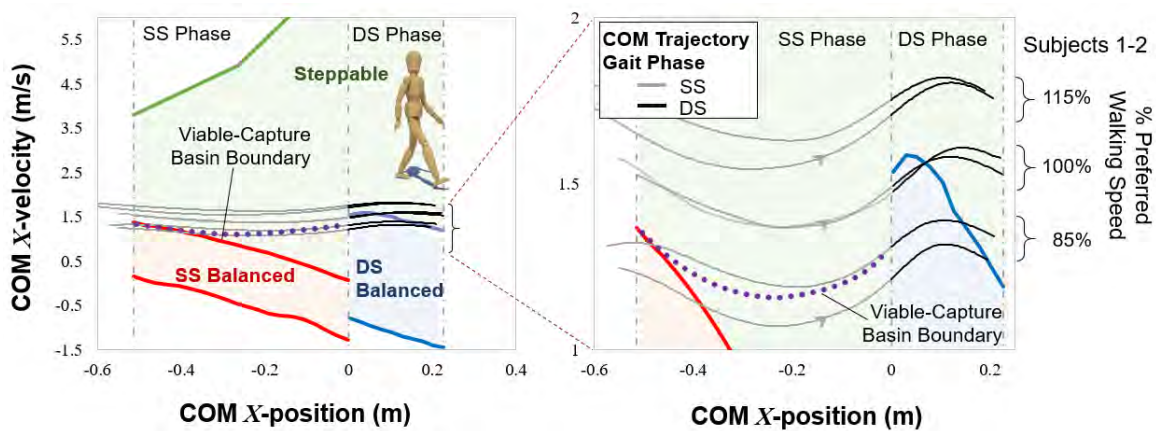 5.5
4.5
3.5
2.5
1.5
0.5
-0.5
-1.5
COM X-velocity (m/s)
SS Phase
DS Phase
Steppable
Viable-Capture
Basin Boundary
SS Balanced
DS
Balanced
-0.6
-0.4
-0.2
0
0.2
0.4
COM X-position (m)
2
1.5
1
COM Trajectory
Gait Phase
SS
DS
SS Phase
DS Phase
Viable-Capture
Basin Boundary
-0.6
-0.4
-0.2
0
0.2
COM X-position (m)
Subjects 1-2
115%
100%
85%
% Preferred
Walking Speed